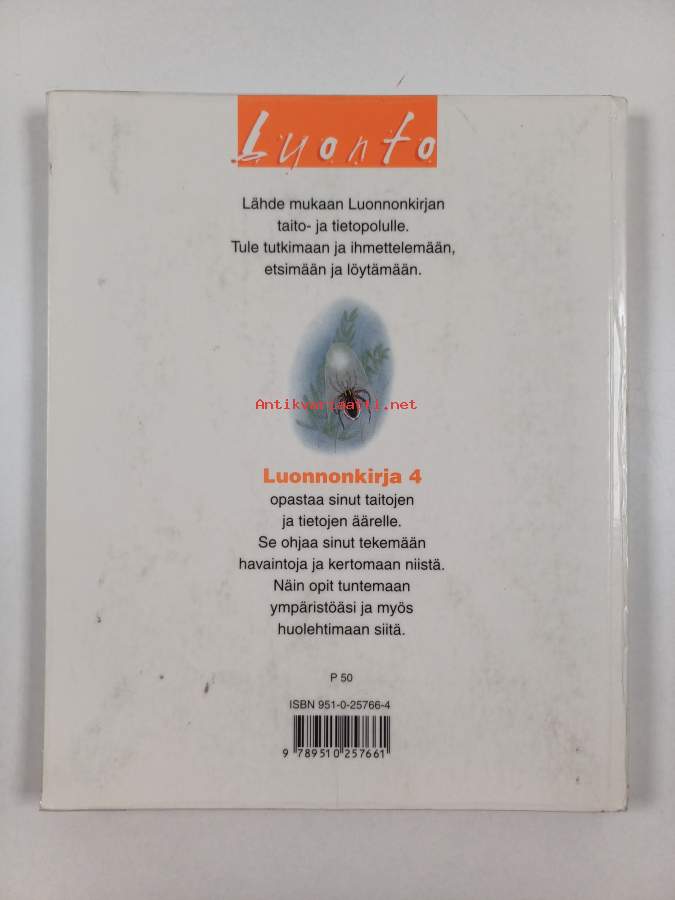 Luonto
Lähde mukaan Luonnonkirjan
taito- ja tietopolulle.
Tule tutkimaan ja ihmettelemään,
etsimään ja löytämään.
Antikvariaatti.net
Luonnonkirja 4
opastaa sinut taitojen
ja tietojen äärelle.
Se ohjaa sinut tekemään
havaintoja ja kertomaan niistä.
Näin opit tuntemaan
ympäristöäsi ja myös
huolehtimaan siitä.
P 50
ISBN 951-0-25766-4
9 789510 257661